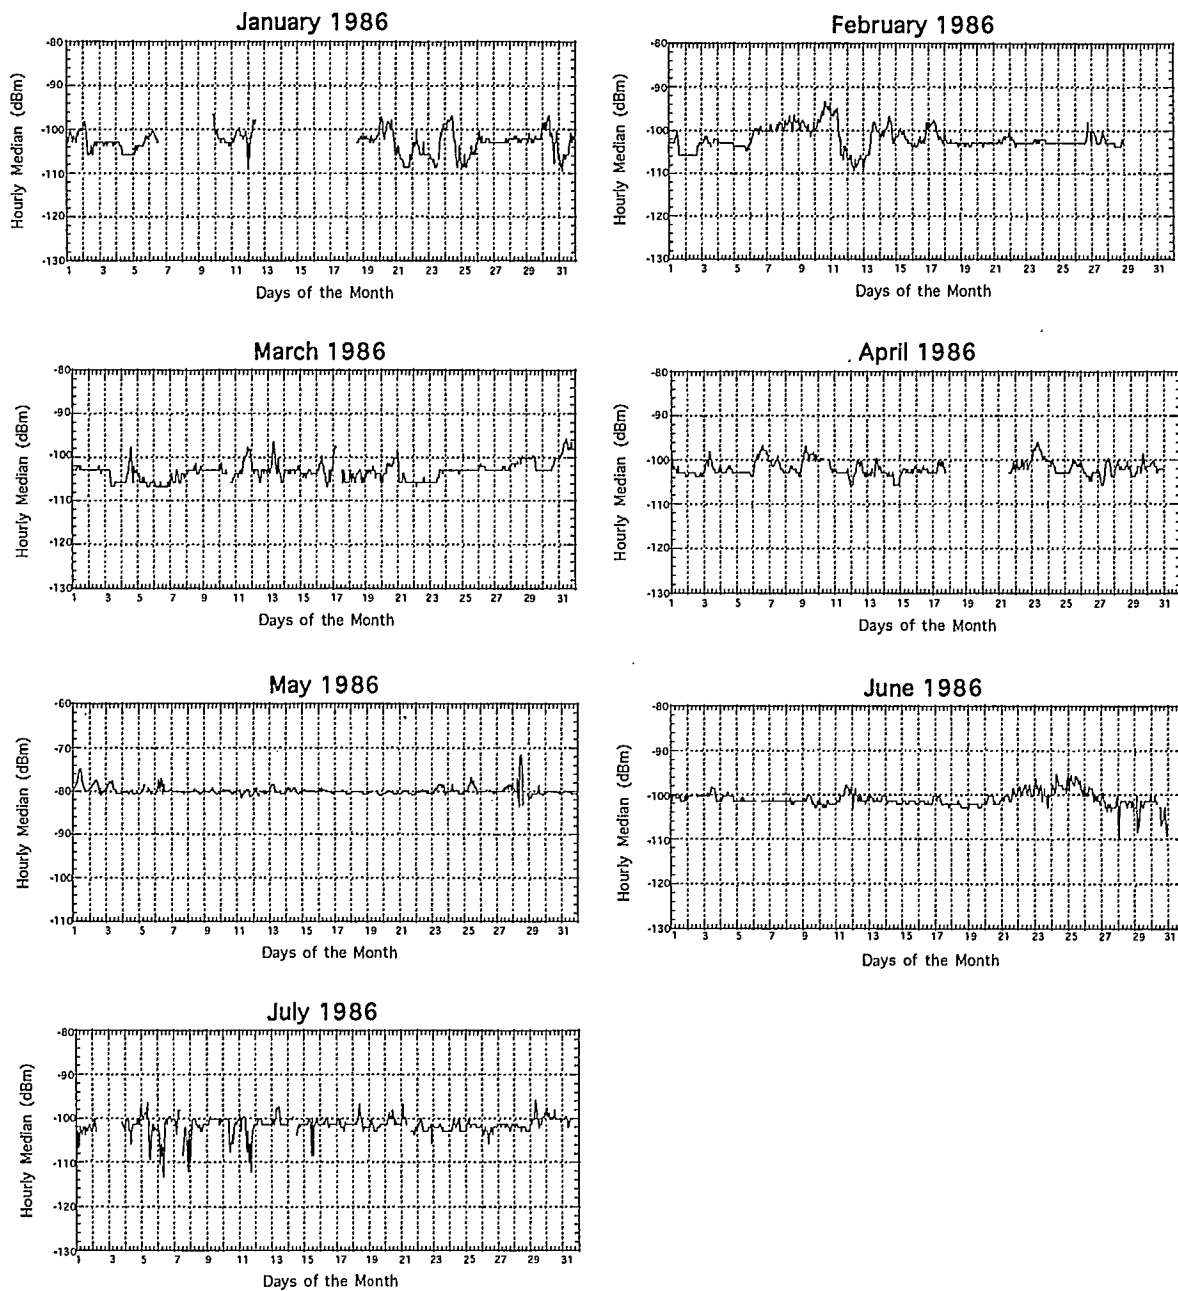 January 1986
Hourly Median (dBm)
-80
-90
-100
-110
-120
-130
1 3 5 7 9 11 13 15 17 19 21 23 25 27 29 31
Days of the Month
February 1986
Hourly Median (dBm)
-80
-90
-100
-110
-120
-130
1 3 5 7 9 11 13 15 17 19 21 23 25 27 29 31
Days of the Month
March 1986
Hourly Median (dBm)
-80
-90
-100
-110
-120
-130
1 3 5 7 9 11 13 15 17 19 21 23 25 27 29 31
Days of the Month
April 1986
Hourly Median (dBm)
-80
-90
-100
-110
-120
-130
1 3 5 7 9 11 13 15 17 19 21 23 25 27 29 31
Days of the Month
May 1986
Hourly Median (dBm)
-60
-70
-80
-90
-100
-110
1 3 5 7 9 11 13 15 17 19 21 23 25 27 29 31
Days of the Month
June 1986
Hourly Median (dBm)
-80
-90
-100
-110
-120
-130
1 3 5 7 9 11 13 15 17 19 21 23 25 27 29 31
Days of the Month
July 1986
Hourly Median (dBm)
-80
-90
-100
-110
-120
-130
1 3 5 7 9 11 13 15 17 19 21 23 25 27 29 31
Days of the Month